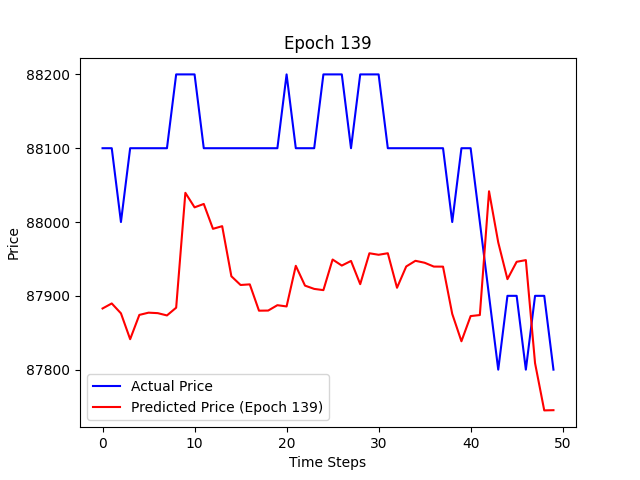 Epoch 139
Price
88200
88100
88000
87900
87800
Actual Price
Predicted Price (Epoch 139)
0 10 20 30 40 50
Time Steps